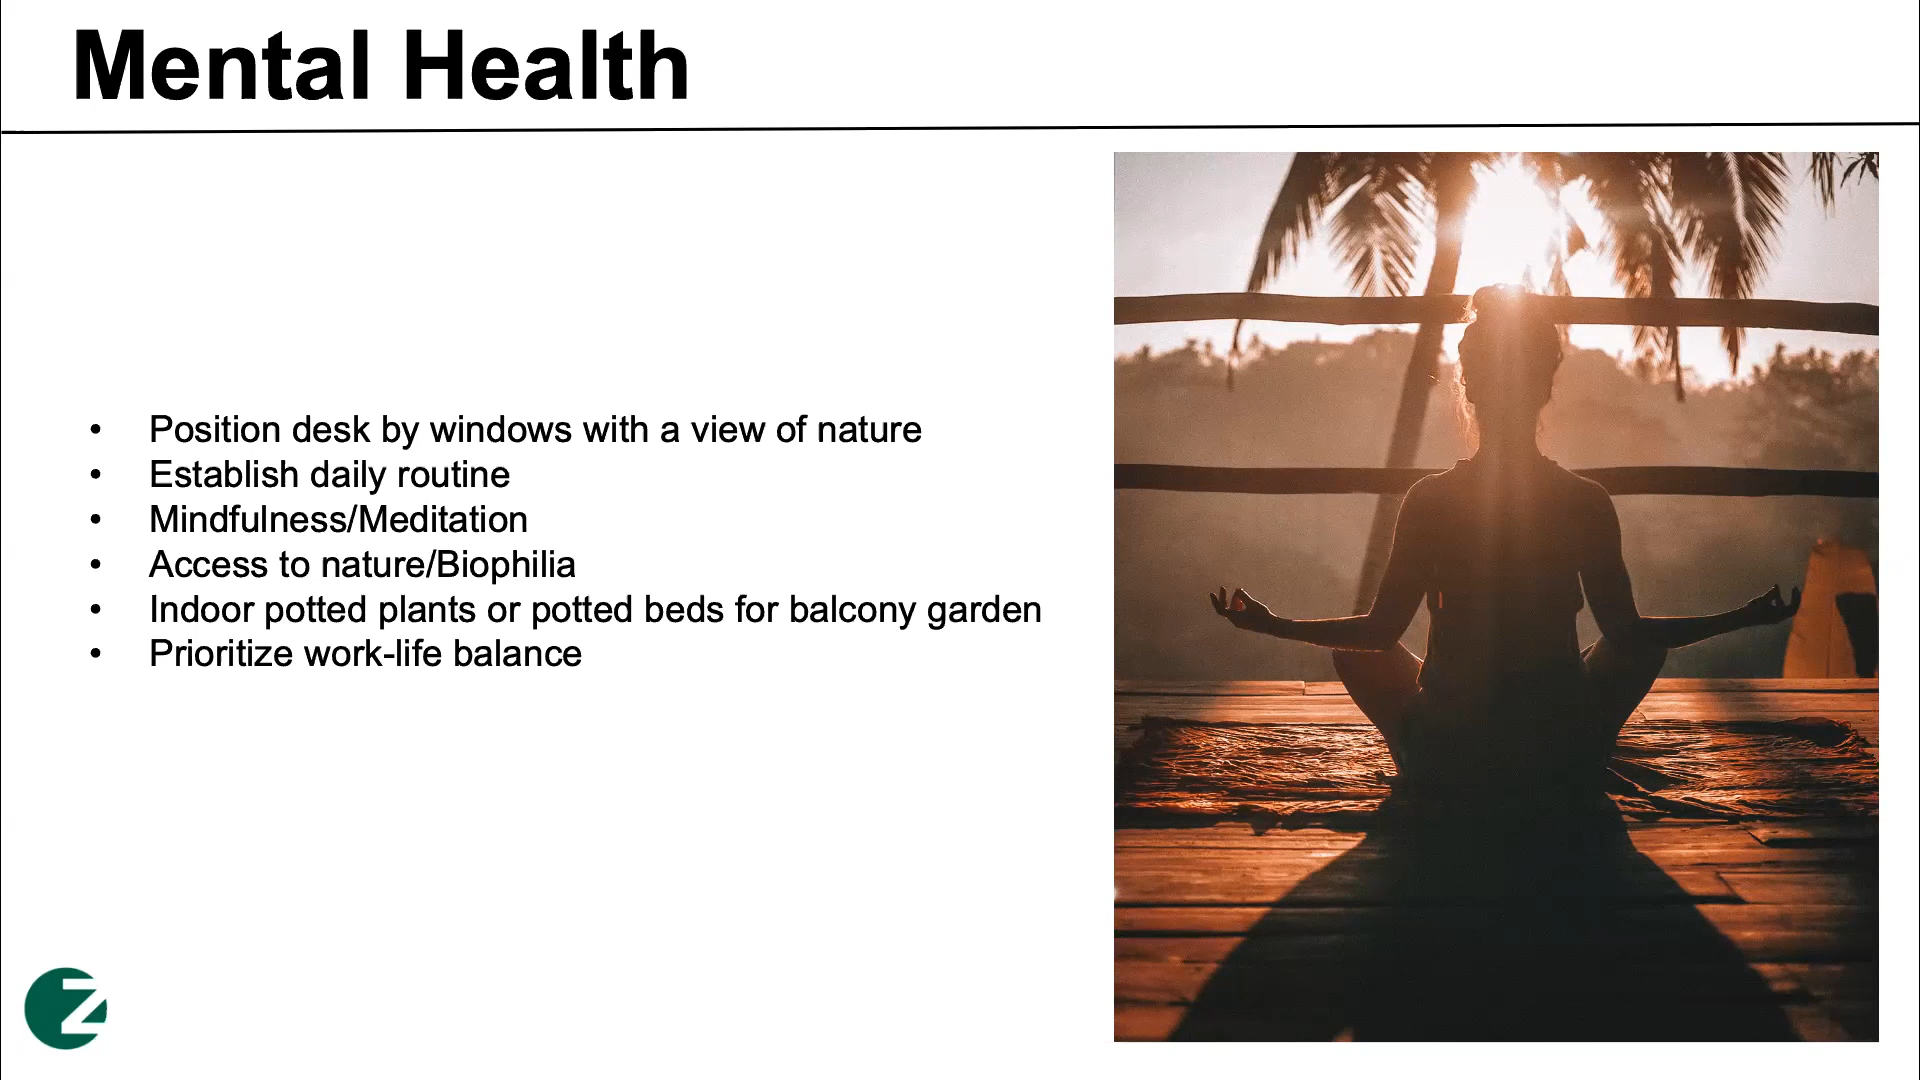 Mental Health
• Position desk by windows with a view of nature
• Establish daily routine
• Mindfulness/Meditation
• Access to nature/Biophilia
• Indoor potted plants or potted beds for balcony garden
• Prioritize work-life balance
Z